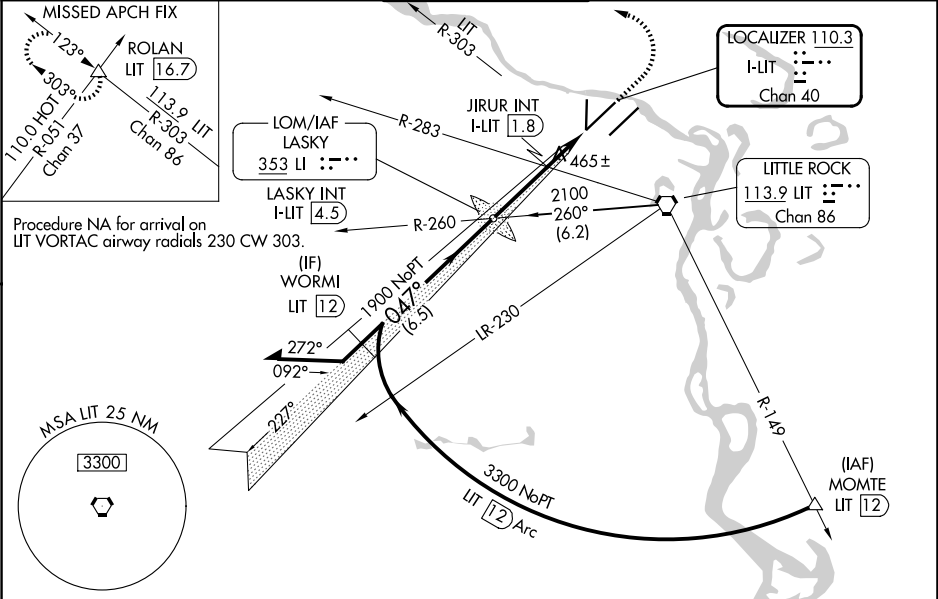 MISSED APCH FIX
123°
ROLAN
LIT 16.7
303°
110.0 HOT
R-051
Chan 37
113.9 LIT
R-303
Chan 86
LIT
R-303
LOCALIZER 110.3
I-LIT
Chan 40
JIRUR INT
I-LIT 1.8
R-283
LOM/IAF
LASKY
353 LI
465±
LASKY INT
I-LIT 4.5
2100
260°
(6.2)
R-260
LITTLE ROCK
113.9 LIT
Chan 86
Procedure NA for arrival on
LIT VORTAC airway radials 230 CW 303.
(IF)
WORMI
LIT 12
1900 NoPT
047°
(6.5)
LR-230
272°
092°
227°
R-149
MSA LIT 25 NM
3300
3300 NoPT
LIT 12 Arc
(IAF)
MOMTE
LIT 12